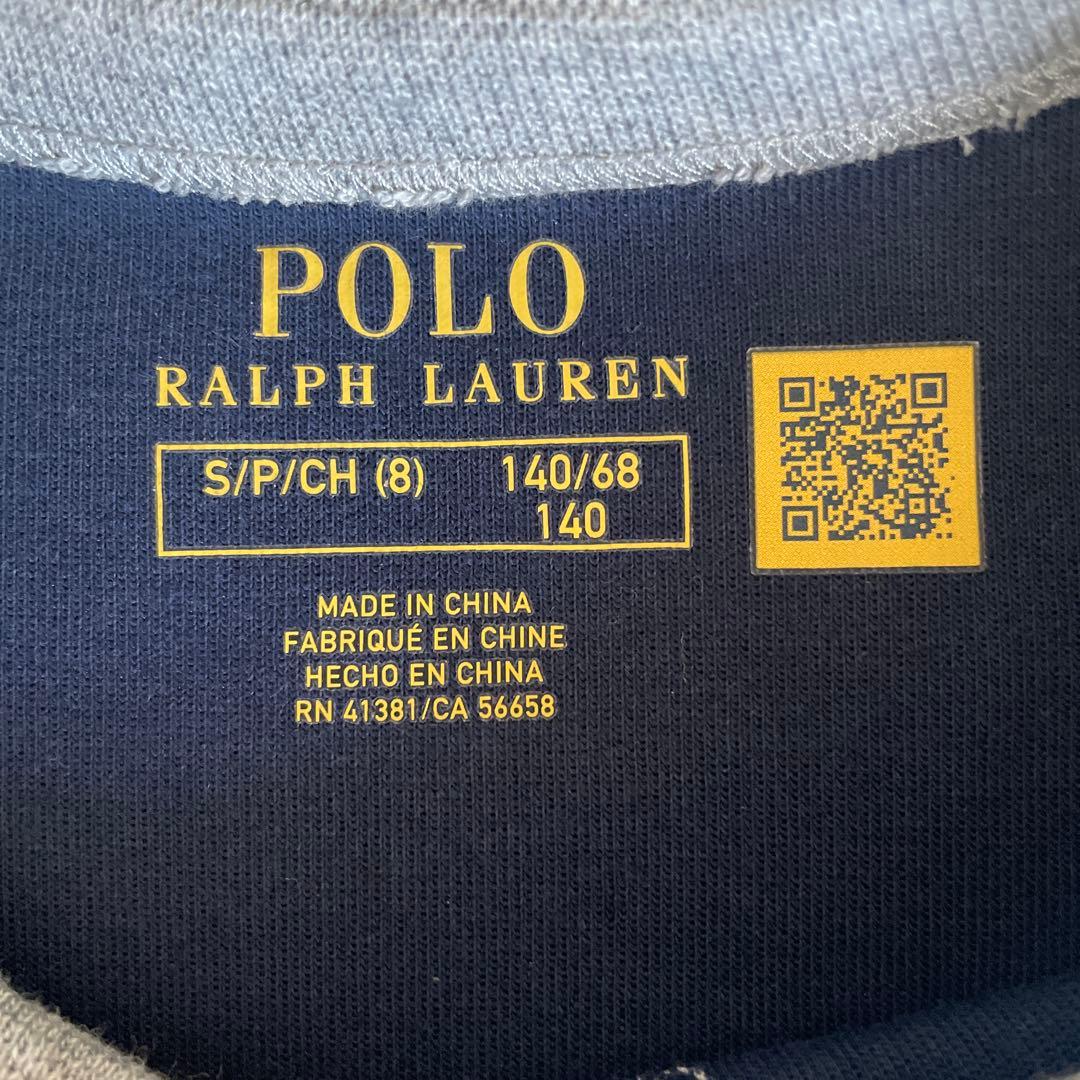 POLO
RALPH LAUREN
S/P/CH (8) 140/68
140
MADE IN CHINA
FABRIQUÉ EN CHINE
HECHO EN CHINA
RN 41381/CA 56658